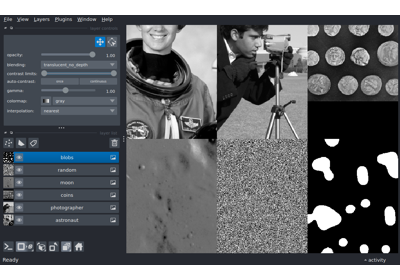 File View Layers Plugins Window Help
opacity: 1.00
blending: translucent_no_depth
contrast limits:
auto-contrast: once continuous
gamma: 1.00
colormap: gray
interpolation: nearest
blobs
random
moon
coins
photographer
astronaut
Ready
activity